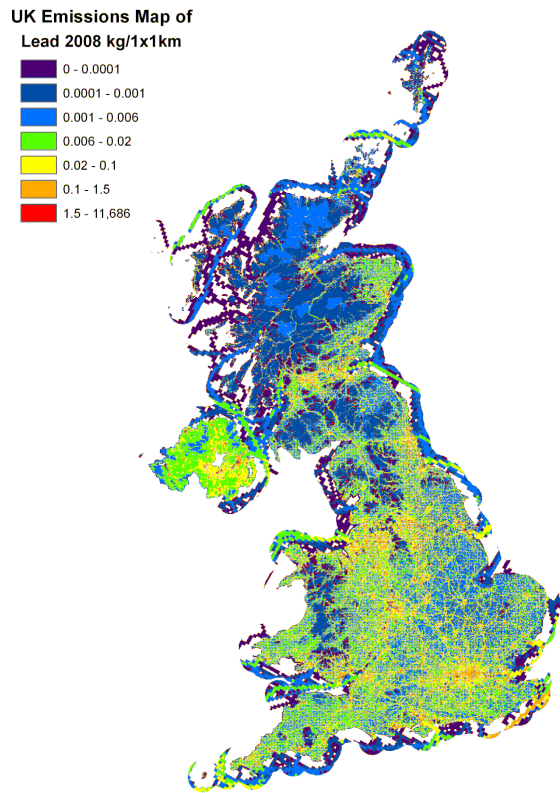 UK Emissions Map of
Lead 2008 kg/1x1km
0 - 0.0001
0.0001 - 0.001
0.001 - 0.006
0.006 - 0.02
0.02 - 0.1
0.1 - 1.5
1.5 - 11,686